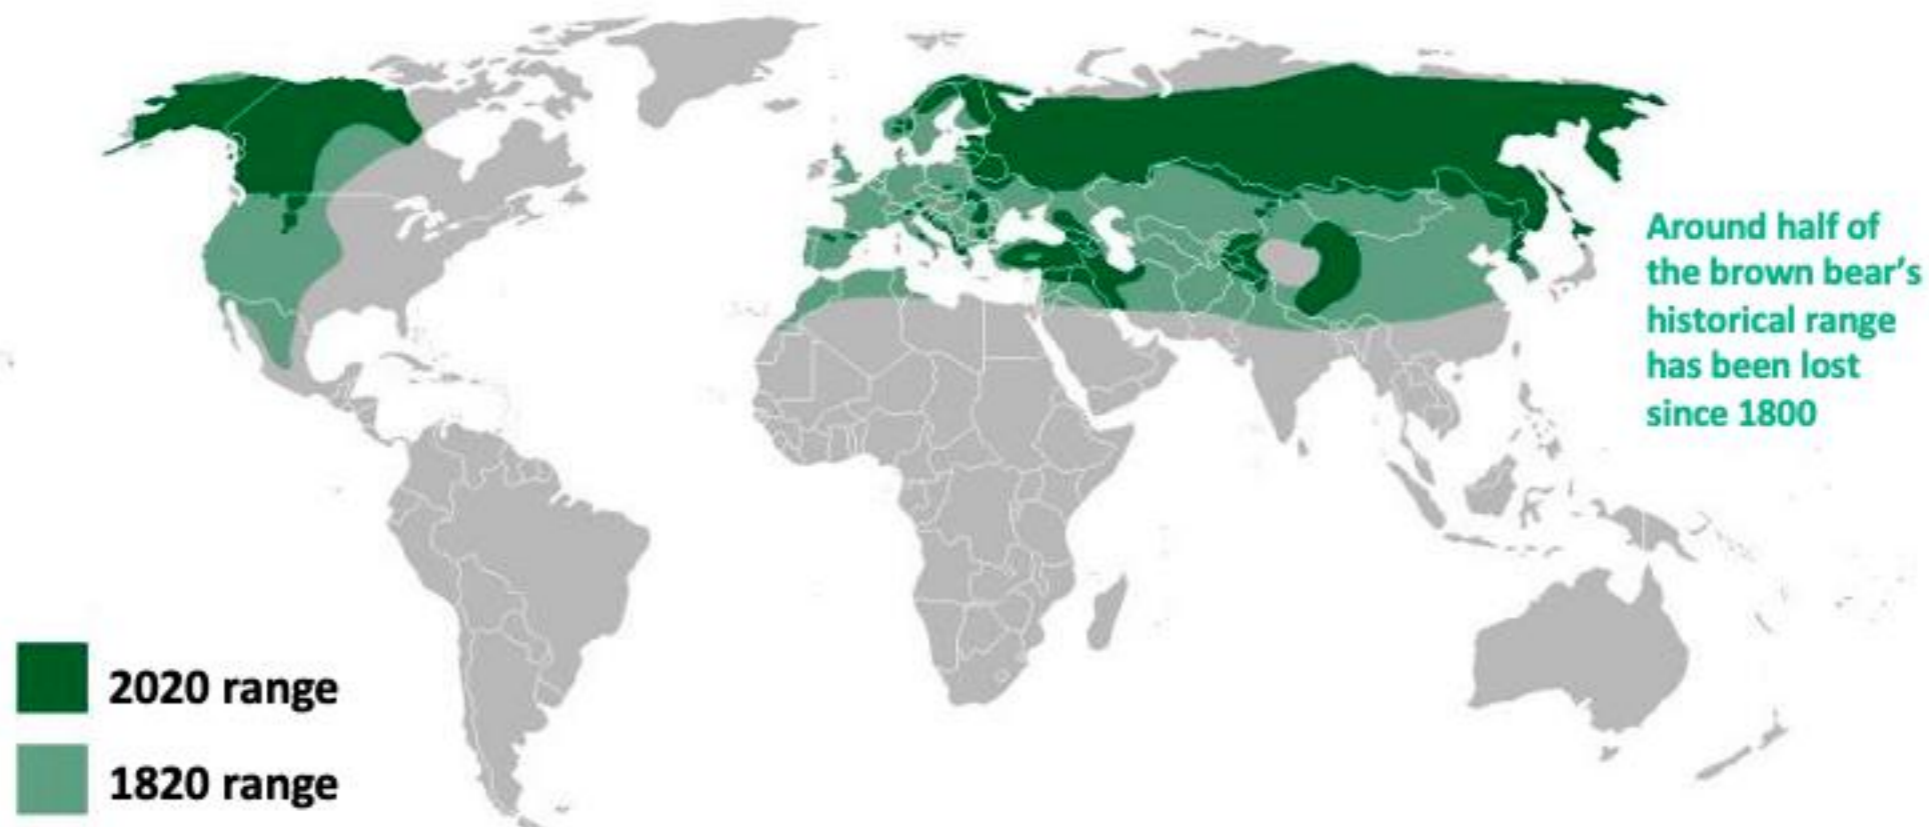 Around half of
the brown bear's
historical range
has been lost
since 1800
2020 range
1820 range